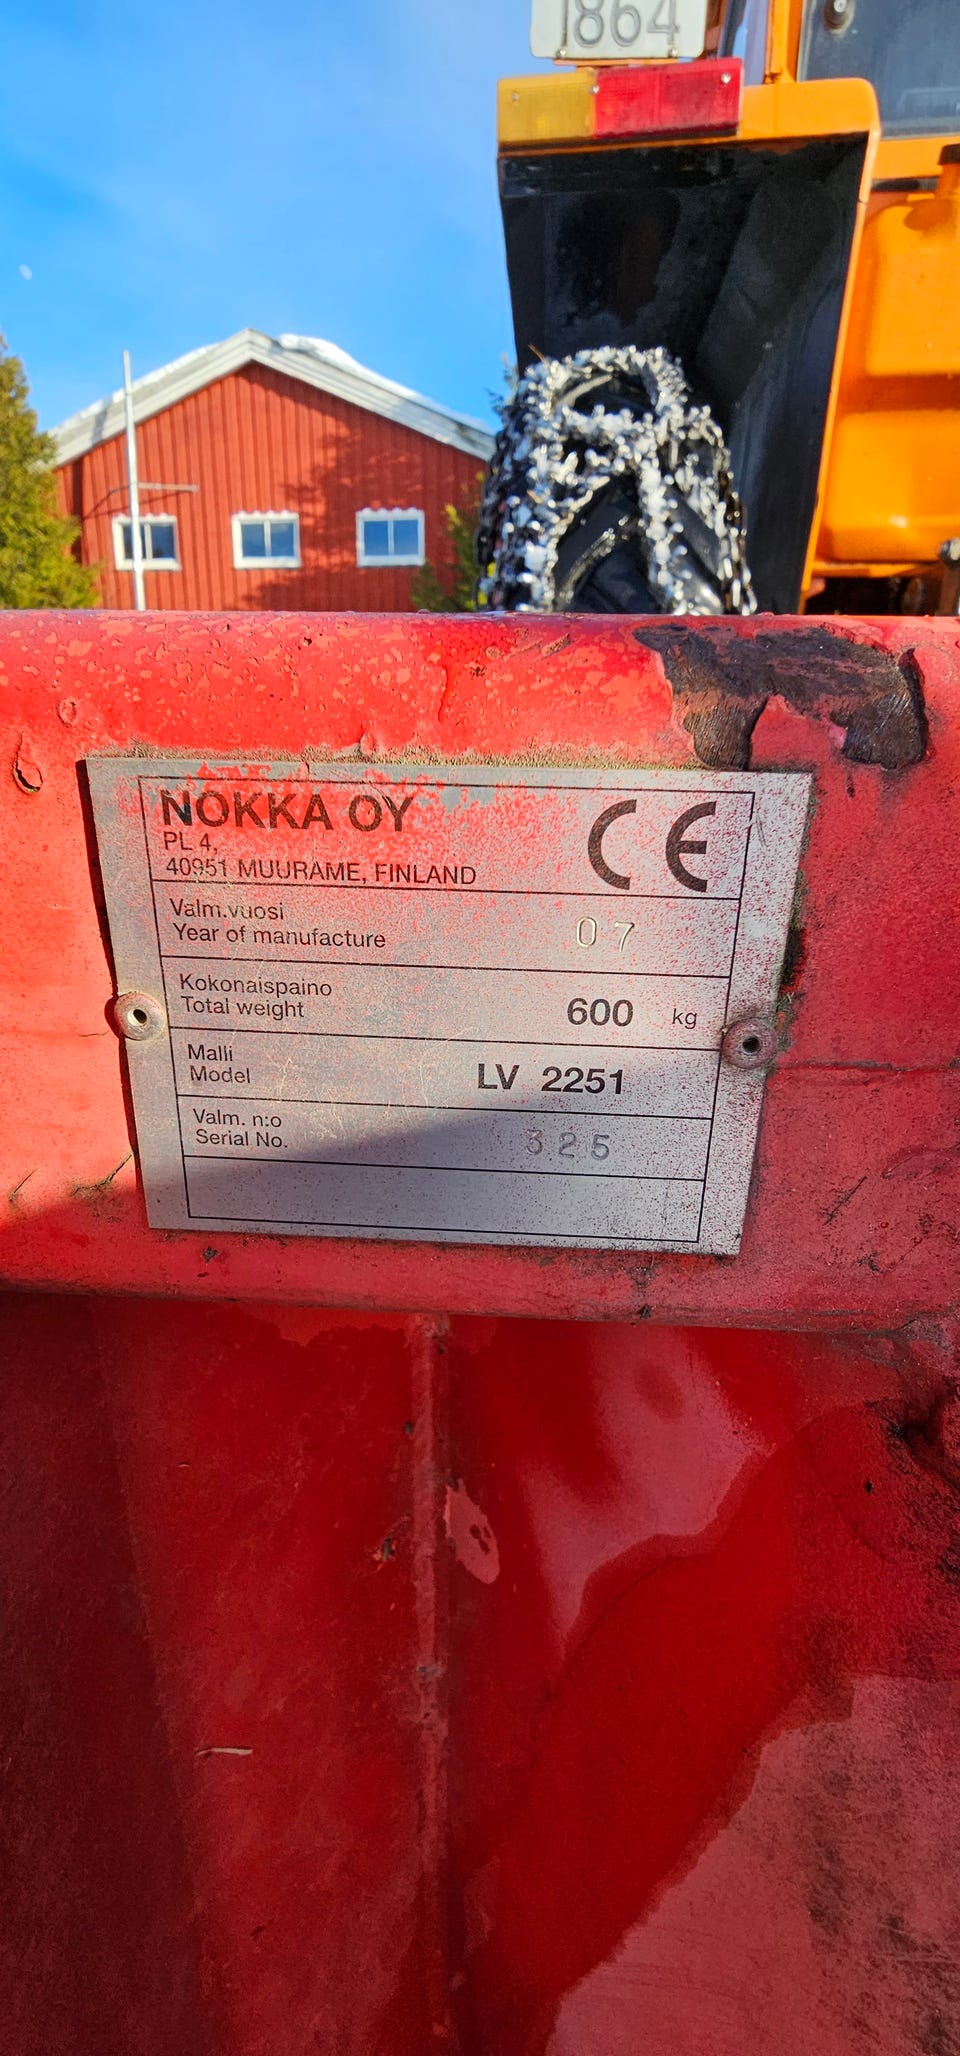 1864
NOKKA OY
PL 4,
40951 MUURAME, FINLAND
CE
Valm.vuosi
Year of manufacture 07
Kokonaispaino
Total weight 600 kg
Malli
Model LV 2251
Valm. n:o
Serial No. 325